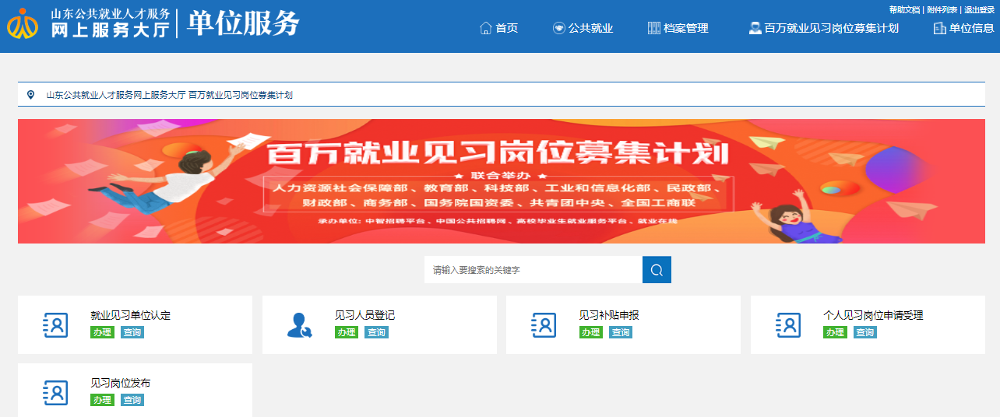 帮助文档 | 附件列表 | 退出登录
山东公共就业人才服务
网上服务大厅
单位服务
首页
公共就业
档案管理
百万就业见习岗位募集计划
单位信息
山东公共就业人才服务网上服务大厅 百万就业见习岗位募集计划
百万就业见习岗位募集计划
★ 联合举办 ★
人力资源社会保障部、教育部、科技部、工业和信息化部、民政部、
财政部、商务部、国务院国资委、共青团中央、全国工商联
承办单位: 中智招聘平台、中国公共招聘网、高校毕业生就业服务平台、就业在线
请输入要搜索的关键字
就业见习单位认定
办理 查询
见习人员登记
办理 查询
见习补贴申报
办理 查询
个人见习岗位申请受理
办理 查询
见习岗位发布
办理 查询